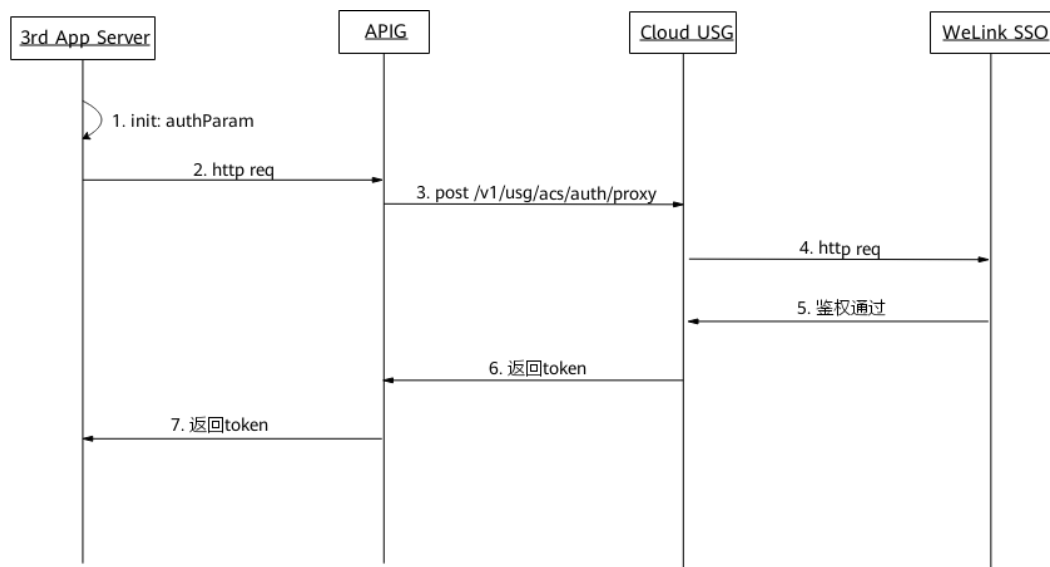 3rd App Server
APIG
Cloud USG
WeLink SSO
1. init: authParam
2. http req
3. post /v1/usg/acs/auth/proxy
4. http req
5. 鉴权通过
6. 返回token
7. 返回token